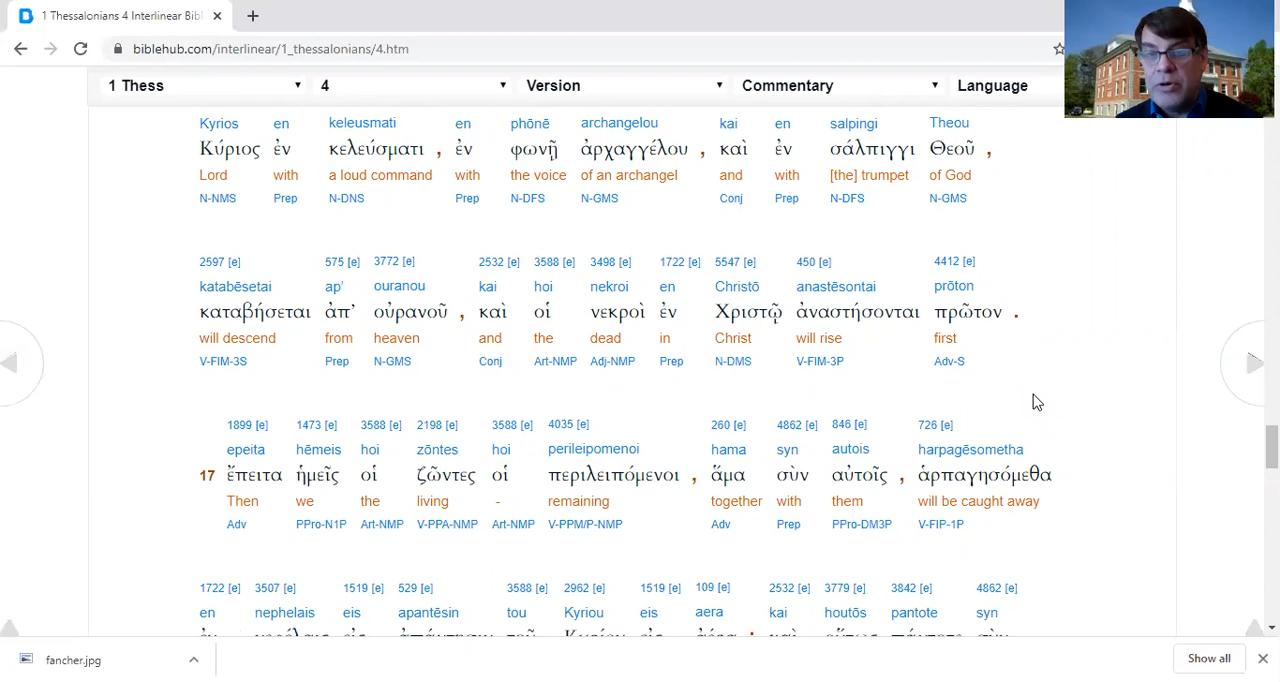 1 Thessalonians 4 Interlinear Bibl
biblehub.com/interlinear/1_thessalonians/4.htm
1 Thess 4 Version Commentary Language
Kyrios en keleusmati en phōnē archangelou kai en salpingi Theou
Κύριος ἐν κελεύσματι , ἐν φωνῇ ἀρχαγγέλου , καὶ ἐν σάλπιγγι Θεοῦ ,
Lord with a loud command with the voice of an archangel and with [the] trumpet of God
N-NMS Prep N-DNS Prep N-DFS N-GMS Conj Prep N-DFS N-GMS
2597 [e] 575 [e] 3772 [e] 2532 [e] 3588 [e] 3498 [e] 1722 [e] 5547 [e] 450 [e] 4412 [e]
katabēsetai ap’ ouranou kai hoi nekroi en Christō anastēsontai prōton
καταβήσεται ἀπ’ οὐρανοῦ , καὶ οἱ νεκροὶ ἐν Χριστῷ ἀναστήσονται πρῶτον .
will descend from heaven and the dead in Christ will rise first
V-FIM-3S Prep N-GMS Conj Art-NMP Adj-NMP Prep N-DMS V-FIM-3P Adv-S
1899 [e] 1473 [e] 3588 [e] 2198 [e] 3588 [e] 4035 [e] 260 [e] 4862 [e] 846 [e] 726 [e]
epeita hēmeis hoi zōntes hoi perileipomenoi hama syn autois harpagēsometha
17 ἔπειτα ἡμεῖς οἱ ζῶντες οἱ περιλειπόμενοι , ἅμα σὺν αὐτοῖς , ἁρπαγησόμεθα
Then we the living - remaining together with them will be caught away
Adv PPro-N1P Art-NMP V-PPA-NMP Art-NMP V-PPM/P-NMP Adv Prep PPro-DM3P V-FIP-1P
1722 [e] 3507 [e] 1519 [e] 529 [e] 3588 [e] 2962 [e] 1519 [e] 109 [e] 2532 [e] 3779 [e] 3842 [e] 4862 [e]
en nephelais eis apantēsin tou Kyriou eis aera kai houtōs pantote syn
fancher.jpg
Show all